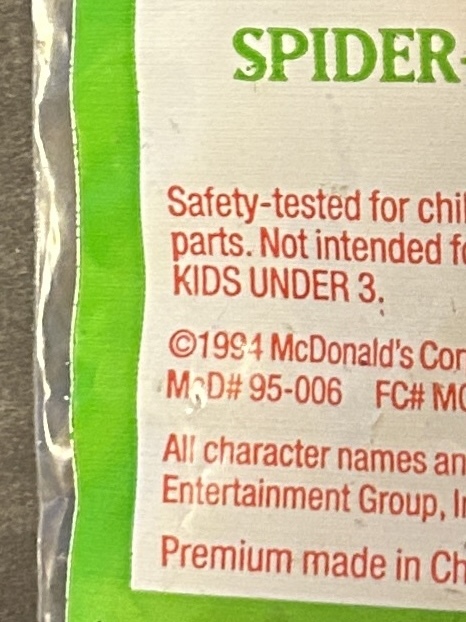 SPIDER-
Safety-tested for chil
parts. Not intended fo
KIDS UNDER 3.
©1994 McDonald's Cor
McD# 95-006 FC# MC
All character names an
Entertainment Group, In
Premium made in Ch